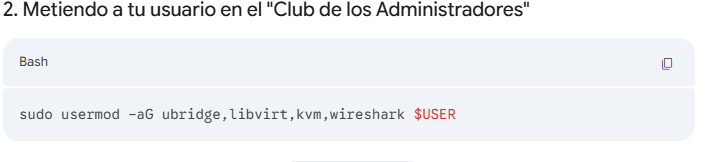 2. Metiendo a tu usuario en el "Club de los Administradores"
Bash
sudo usermod -aG ubridge,libvirt,kvm,wireshark $USER